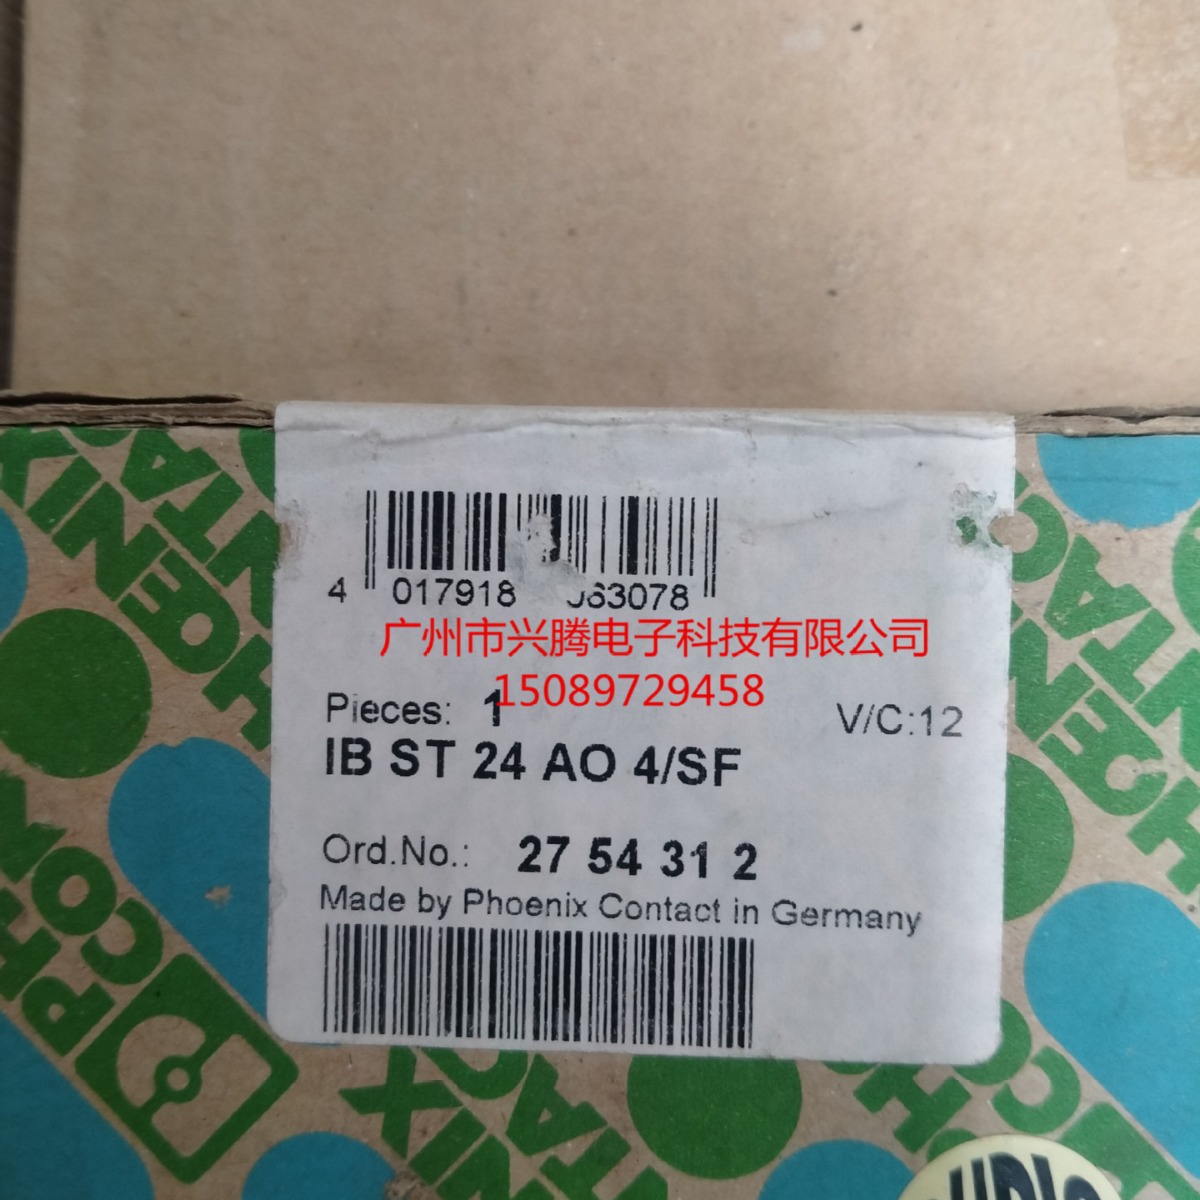 4 017918 063078
广州市兴腾电子科技有限公司
15089729458
Pieces: 1 V/C:12
IB ST 24 AO 4/SF
Ord.No.: 27 54 31 2
Made by Phoenix Contact in Germany
PHOENIX
CONTACT